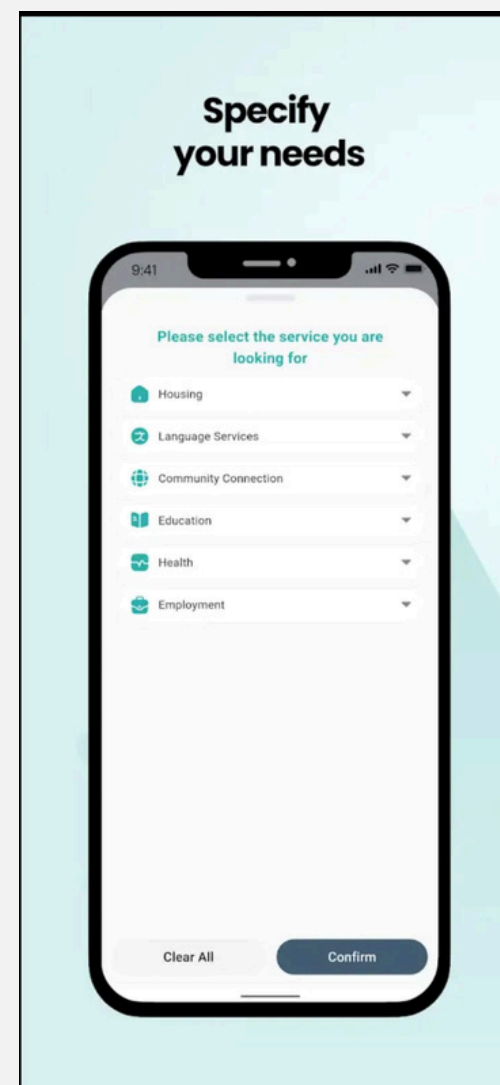 Specify
your needs
9:41
Please select the service you are
looking for
Housing
Language Services
Community Connection
Education
Health
Employment
Clear All
Confirm